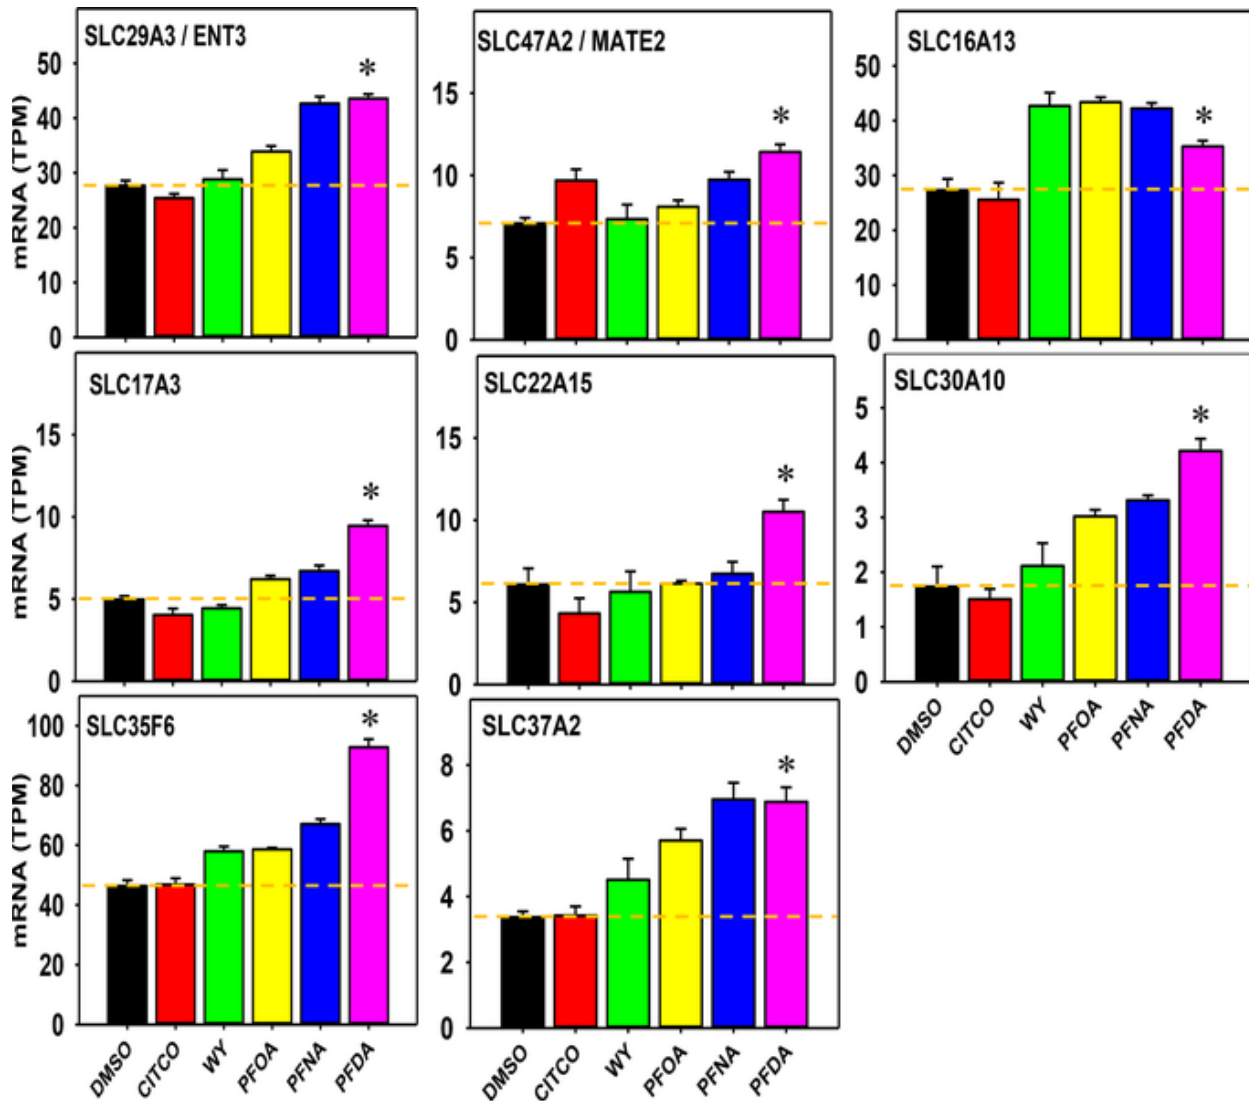 SLC29A3 / ENT3
mRNA (TPM)
50
40
30
20
10
0
*
SLC47A2 / MATE2
15
10
5
0
*
SLC16A13
50
40
30
20
30
0
*
SLC17A3
mRNA (TPM)
15
10
5
0
*
SLC22A15
15
10
5
0
*
SLC30A10
5
4
3
2
1
0
*
DMSO
CITCO
WY
PFOA
PFNA
PFDA
SLC35F6
mRNA (TPM)
100
80
60
40
20
0
*
DMSO
CITCO
WY
PFOA
PFNA
PFDA
SLC37A2
8
6
4
2
0
*
DMSO
CITCO
WY
PFOA
PFNA
PFDA